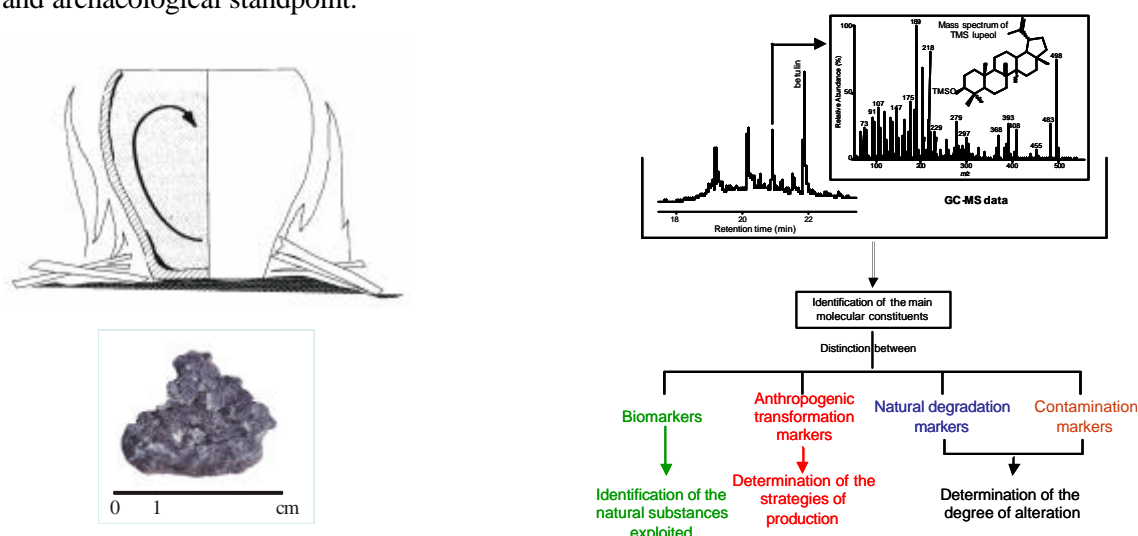 and archaeological standpoint.
0 1 cm
Mass spectrum of
TMS lupeol
TMSO
Relative Abundance (%)
100
50
0
73
91
107
147
175
189
218
229
279
297
368
393
408
455
483
498
100 200 300 400 500
m/z
betulin
18 20 22
Retention time (min)
GC-MS data
Identification of the main
molecular constituents
Distinction between
Biomarkers
Anthropogenic
transformation
markers
Natural degradation
markers
Contamination
markers
Identification of the
natural substances
exploited
Determination of the
strategies of
production
Determination of the
degree of alteration